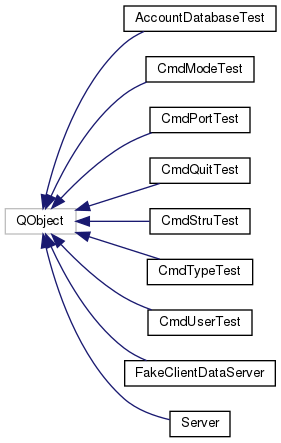 AccountDatabaseTest
CmdModeTest
CmdPortTest
CmdQuitTest
QObject
CmdStruTest
CmdTypeTest
CmdUserTest
FakeClientDataServer
Server